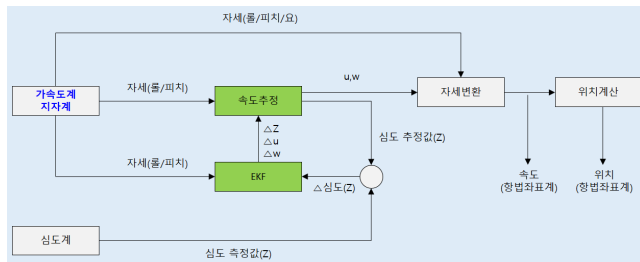 자세(롤/피치/요)
가속도계
지자계
자세(롤/피치)
속도추정
u,w
자세변환
위치계산
△Z
△u
△w
심도 추정값(Z)
자세(롤/피치)
EKF
△심도(Z)
속도
(항법좌표계)
위치
(항법좌표계)
심도계
심도 측정값(Z)